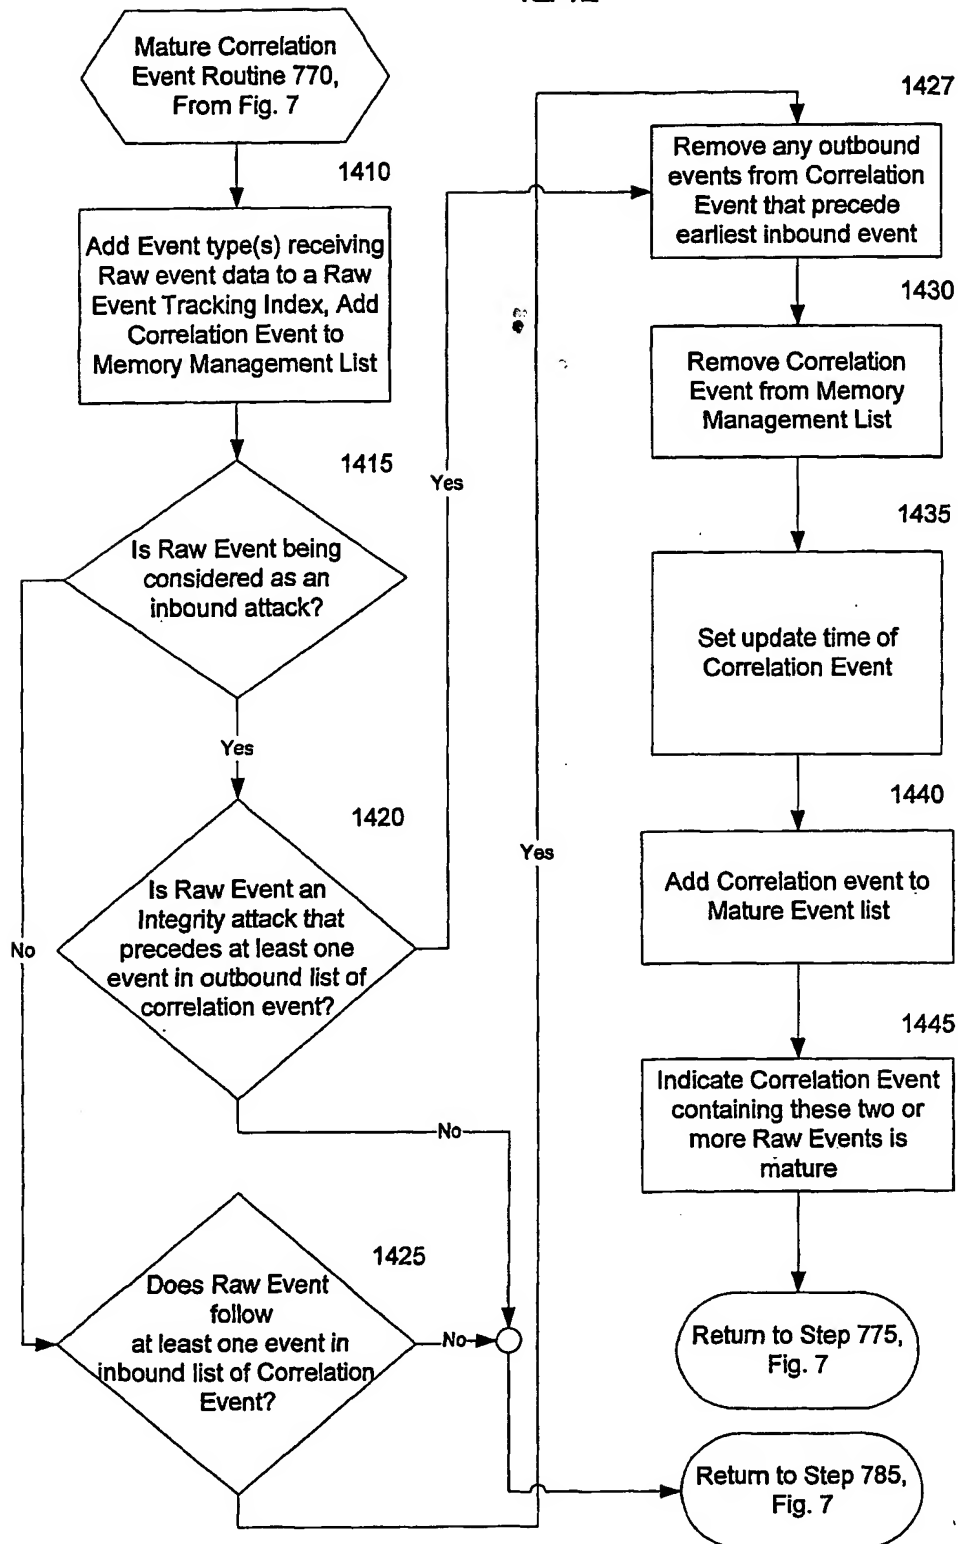 Mature Correlation
Event Routine 770,
From Fig. 7
1410
Add Event type(s) receiving
Raw event data to a Raw
Event Tracking Index, Add
Correlation Event to
Memory Management List
1415
Is Raw Event being
considered as an
inbound attack?
Yes
No
1420
Is Raw Event an
Integrity attack that
precedes at least one
event in outbound list of
correlation event?
Yes
No
1425
Does Raw Event
follow
at least one event in
inbound list of Correlation
Event?
No
Yes
1427
Remove any outbound
events from Correlation
Event that precede
earliest inbound event
1430
Remove Correlation
Event from Memory
Management List
1435
Set update time of
Correlation Event
1440
Add Correlation event to
Mature Event list
1445
Indicate Correlation Event
containing these two or
more Raw Events is
mature
Return to Step 775,
Fig. 7
Return to Step 785,
Fig. 7